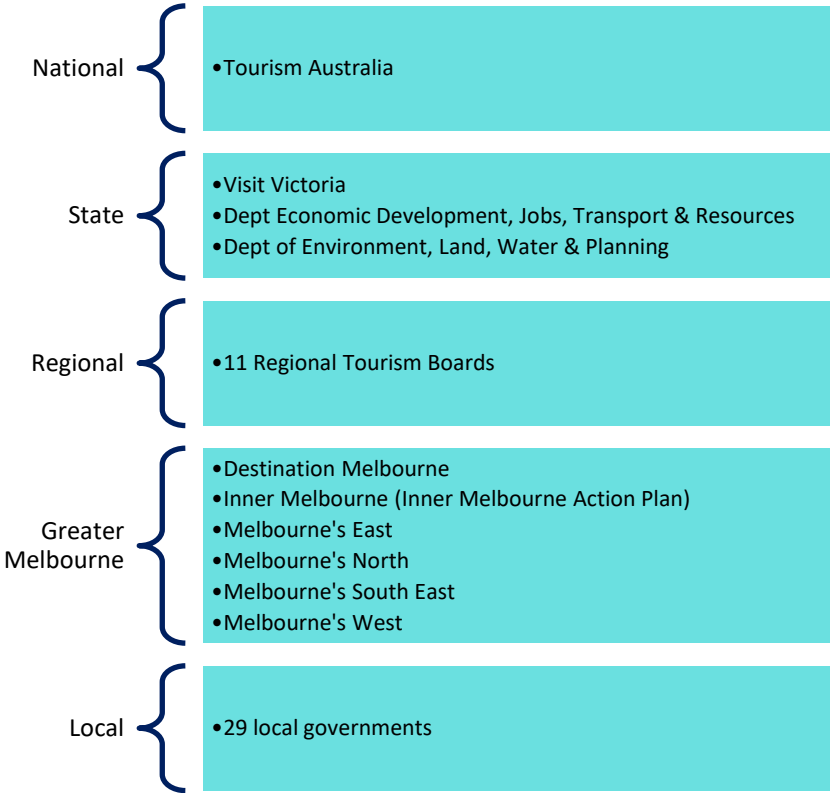 National
•Tourism Australia
State
•Visit Victoria
•Dept Economic Development, Jobs, Transport & Resources
•Dept of Environment, Land, Water & Planning
Regional
•11 Regional Tourism Boards
Greater
Melbourne
•Destination Melbourne
•Inner Melbourne (Inner Melbourne Action Plan)
•Melbourne's East
•Melbourne's North
•Melbourne's South East
•Melbourne's West
Local
•29 local governments